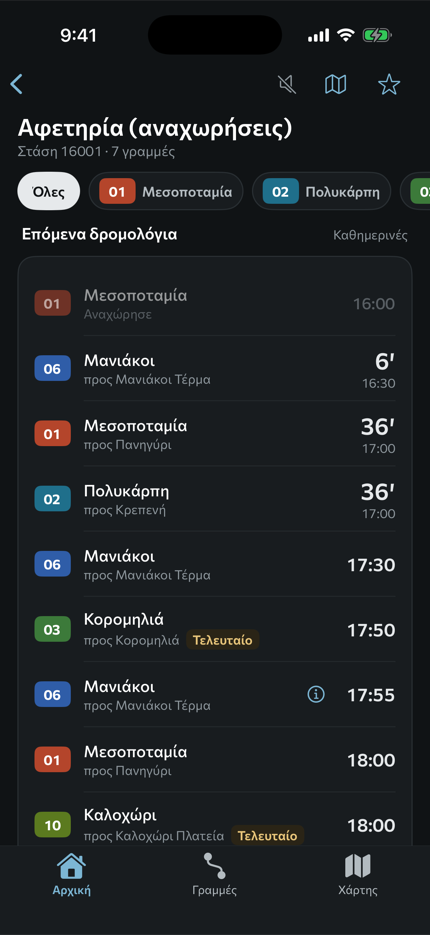 9:41
Αφετηρία (αναχωρήσεις)
Στάση 16001 · 7 γραμμές
Όλες
01 Μεσοποταμία
02 Πολυκάρπη
Επόμενα δρομολόγια
Καθημερινές
01 Μεσοποταμία 16:00
Αναχώρησε
06 Μανιάκοι 6′
προς Μανιάκοι Τέρμα 16:30
01 Μεσοποταμία 36′
προς Πανηγύρι 17:00
02 Πολυκάρπη 36′
προς Κρεπενή 17:00
06 Μανιάκοι 17:30
προς Μανιάκοι Τέρμα
03 Κορομηλιά 17:50
προς Κορομηλιά Τελευταίο
06 Μανιάκοι 17:55
προς Μανιάκοι Τέρμα
01 Μεσοποταμία 18:00
προς Πανηγύρι
10 Καλοχώρι 18:00
προς Καλοχώρι Πλατεία Τελευταίο
Αρχική
Γραμμές
Χάρτης